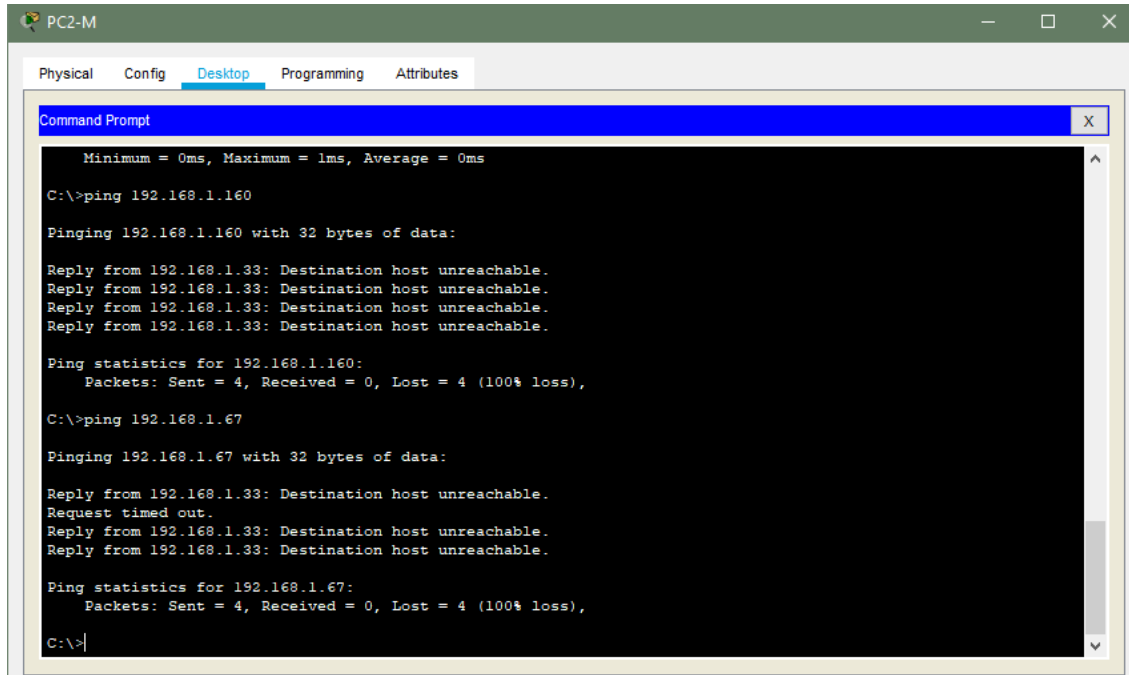 PC2-M
Physical Config Desktop Programming Attributes
Command Prompt
X
Minimum = 0ms, Maximum = 1ms, Average = 0ms
C:\>ping 192.168.1.160
Pinging 192.168.1.160 with 32 bytes of data:
Reply from 192.168.1.33: Destination host unreachable.
Reply from 192.168.1.33: Destination host unreachable.
Reply from 192.168.1.33: Destination host unreachable.
Reply from 192.168.1.33: Destination host unreachable.
Ping statistics for 192.168.1.160:
Packets: Sent = 4, Received = 0, Lost = 4 (100% loss),
C:\>ping 192.168.1.67
Pinging 192.168.1.67 with 32 bytes of data:
Reply from 192.168.1.33: Destination host unreachable.
Request timed out.
Reply from 192.168.1.33: Destination host unreachable.
Reply from 192.168.1.33: Destination host unreachable.
Ping statistics for 192.168.1.67:
Packets: Sent = 4, Received = 0, Lost = 4 (100% loss),
C:\>